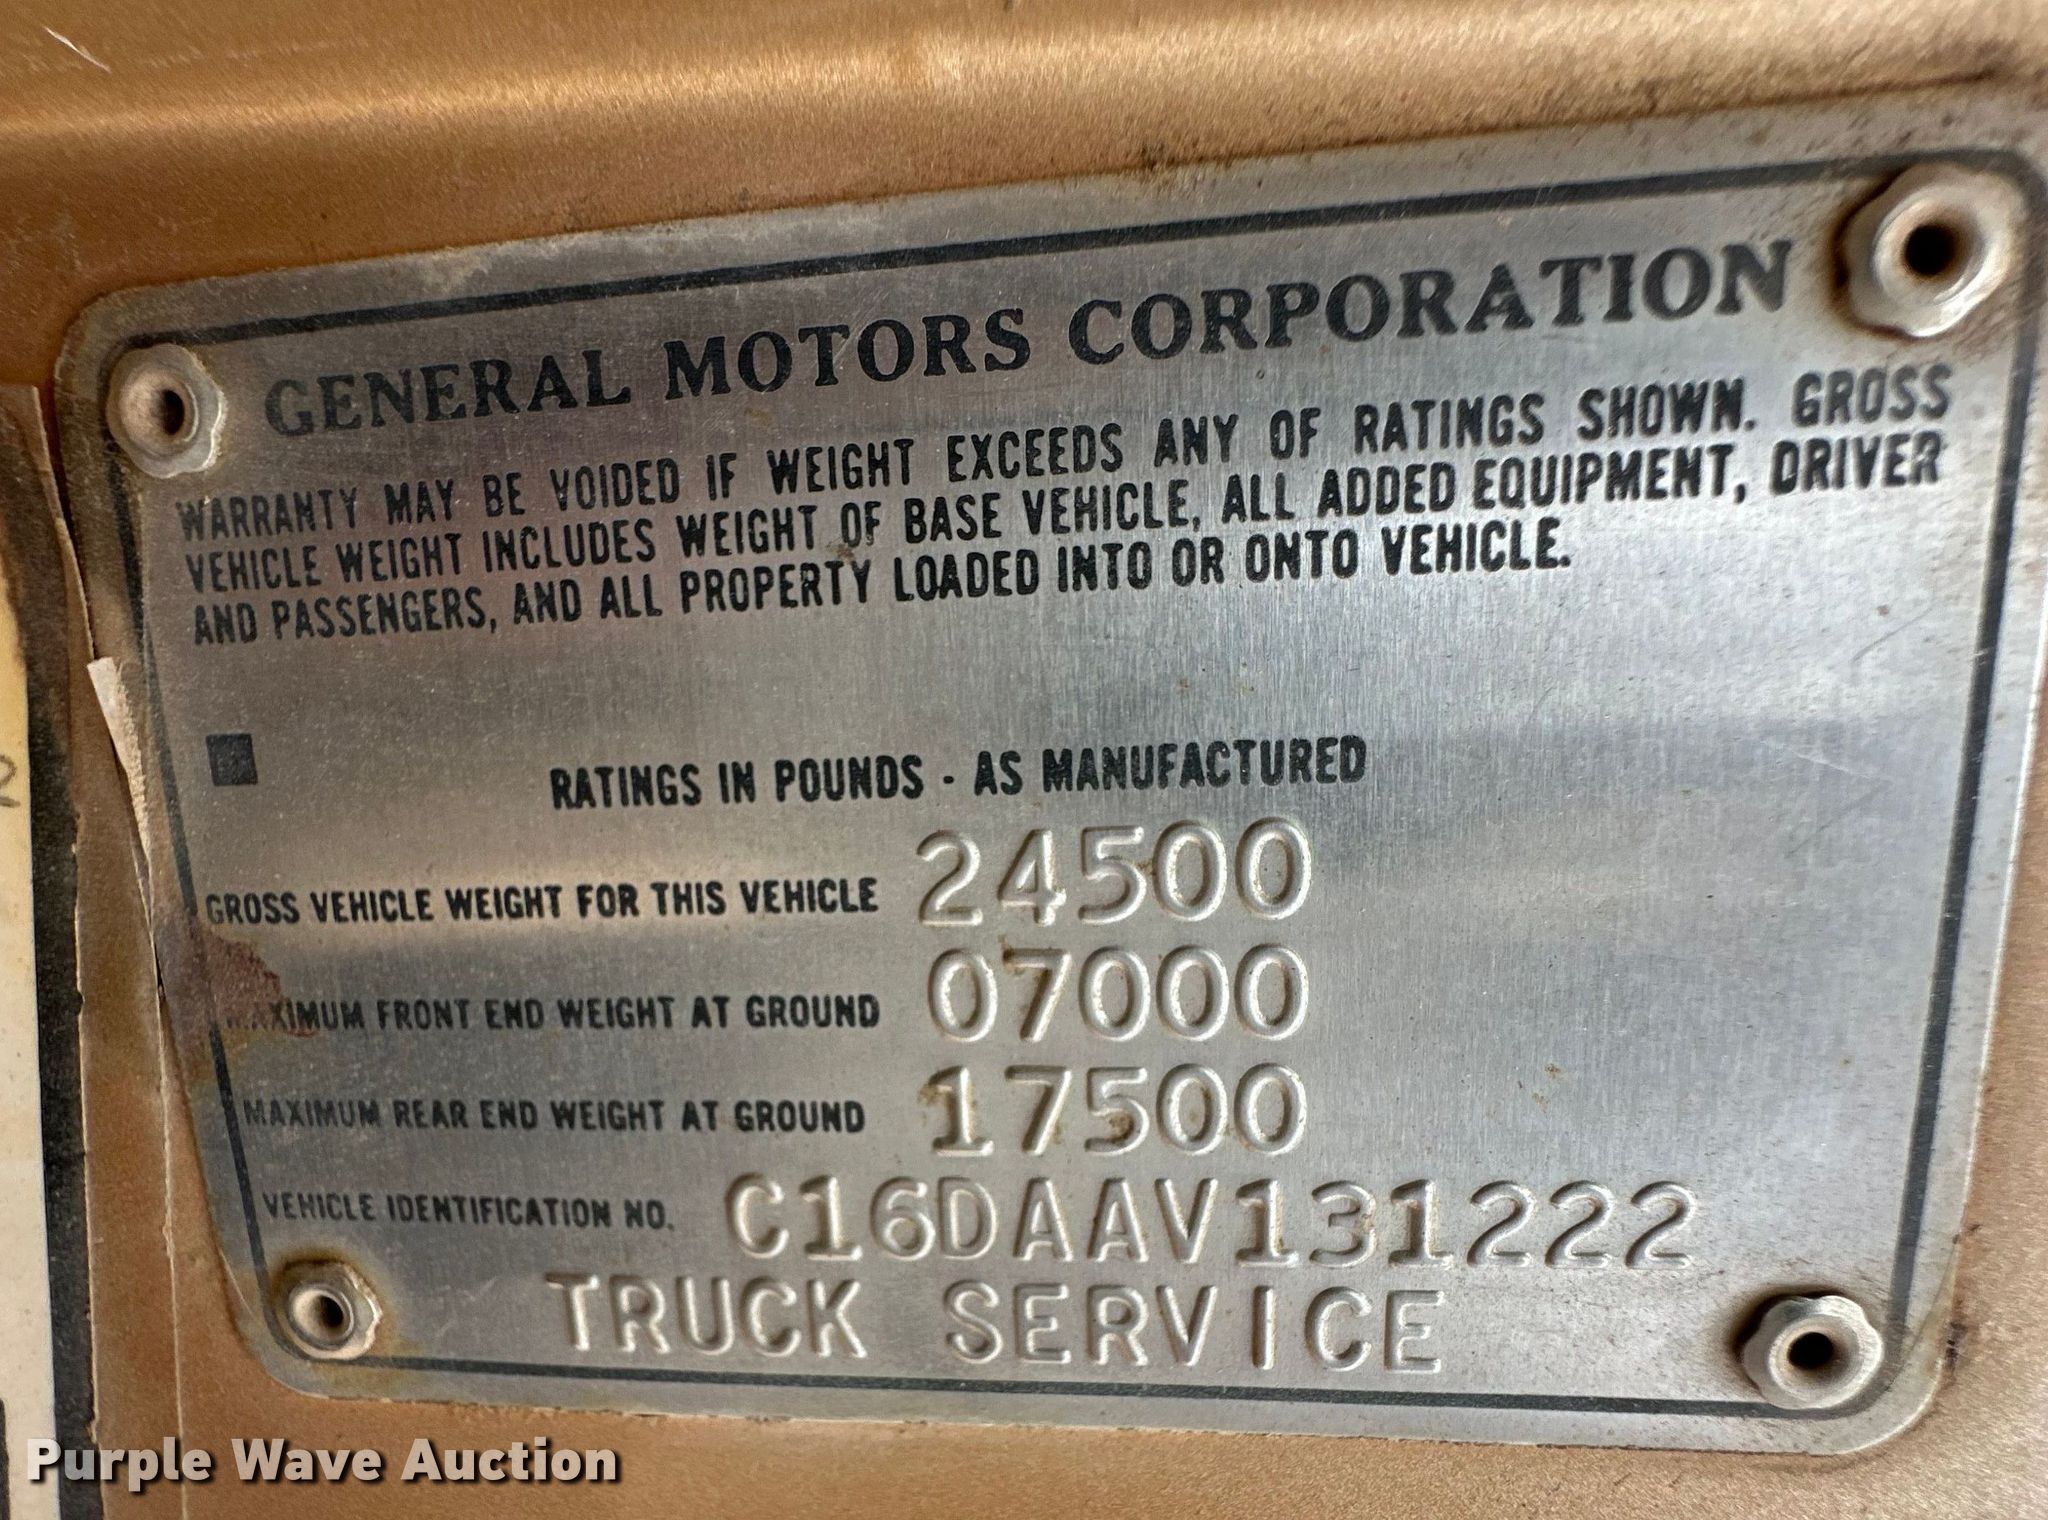 GENERAL MOTORS CORPORATION
WARRANTY MAY BE VOIDED IF WEIGHT EXCEEDS ANY OF RATINGS SHOWN. GROSS
VEHICLE WEIGHT INCLUDES WEIGHT OF BASE VEHICLE, ALL ADDED EQUIPMENT, DRIVER
AND PASSENGERS, AND ALL PROPERTY LOADED INTO OR ONTO VEHICLE.
RATINGS IN POUNDS - AS MANUFACTURED
GROSS VEHICLE WEIGHT FOR THIS VEHICLE 24500
MAXIMUM FRONT END WEIGHT AT GROUND 07000
MAXIMUM REAR END WEIGHT AT GROUND 17500
VEHICLE IDENTIFICATION NO. C16DAAV131222
TRUCK SERVICE
2
Purple Wave Auction